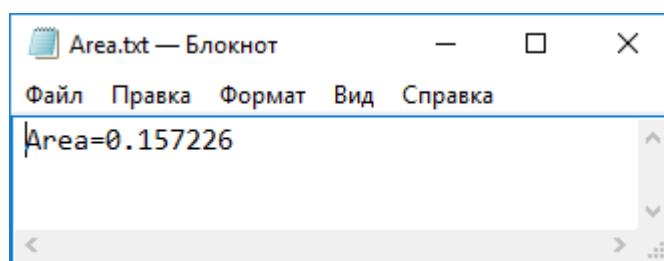 Area.txt — Блокнот
Файл Правка Формат Вид Справка
Area=0.157226